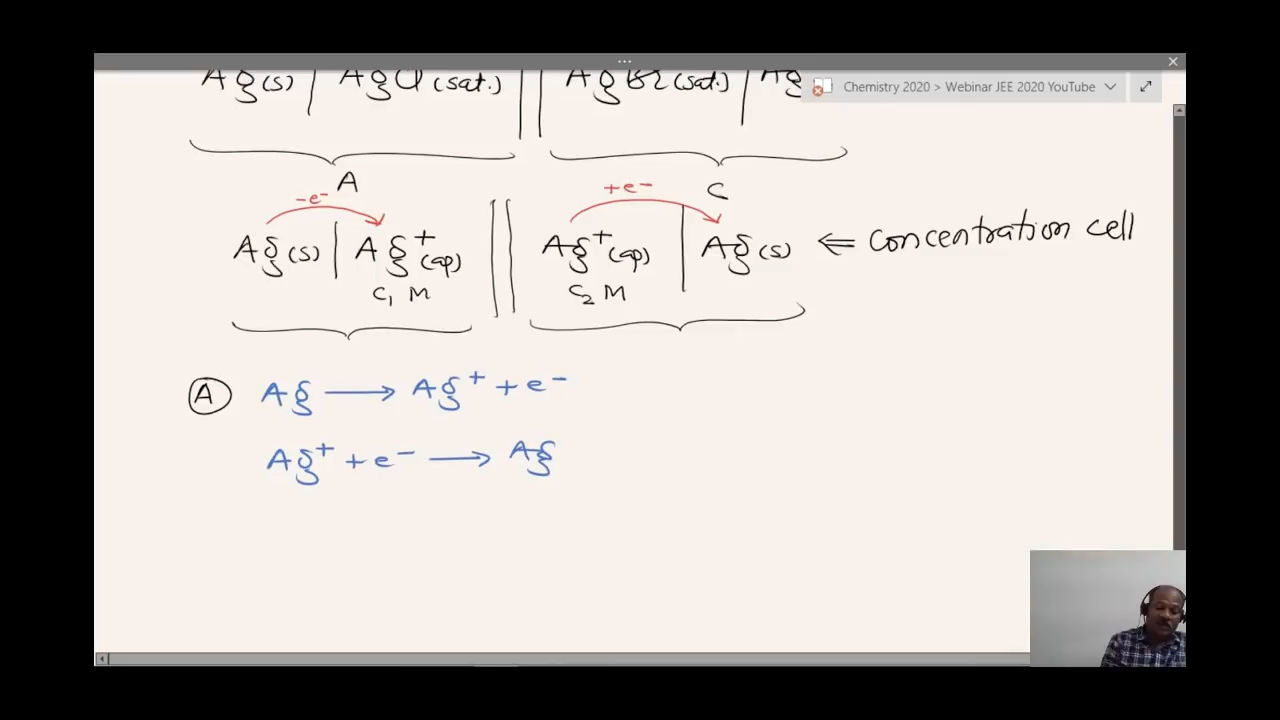 Ag(s) | AgCl(sat.) || AgBr(sat.) | Ag
Chemistry 2020 > Webinar JEE 2020 YouTube
A C
-e⁻ +e⁻
Ag(s) | Ag⁺(aq) || Ag⁺(aq) | Ag(s) ⇐ concentration cell
C₁ M C₂ M
A Ag ⟶ Ag⁺ + e⁻
Ag⁺ + e⁻ ⟶ Ag